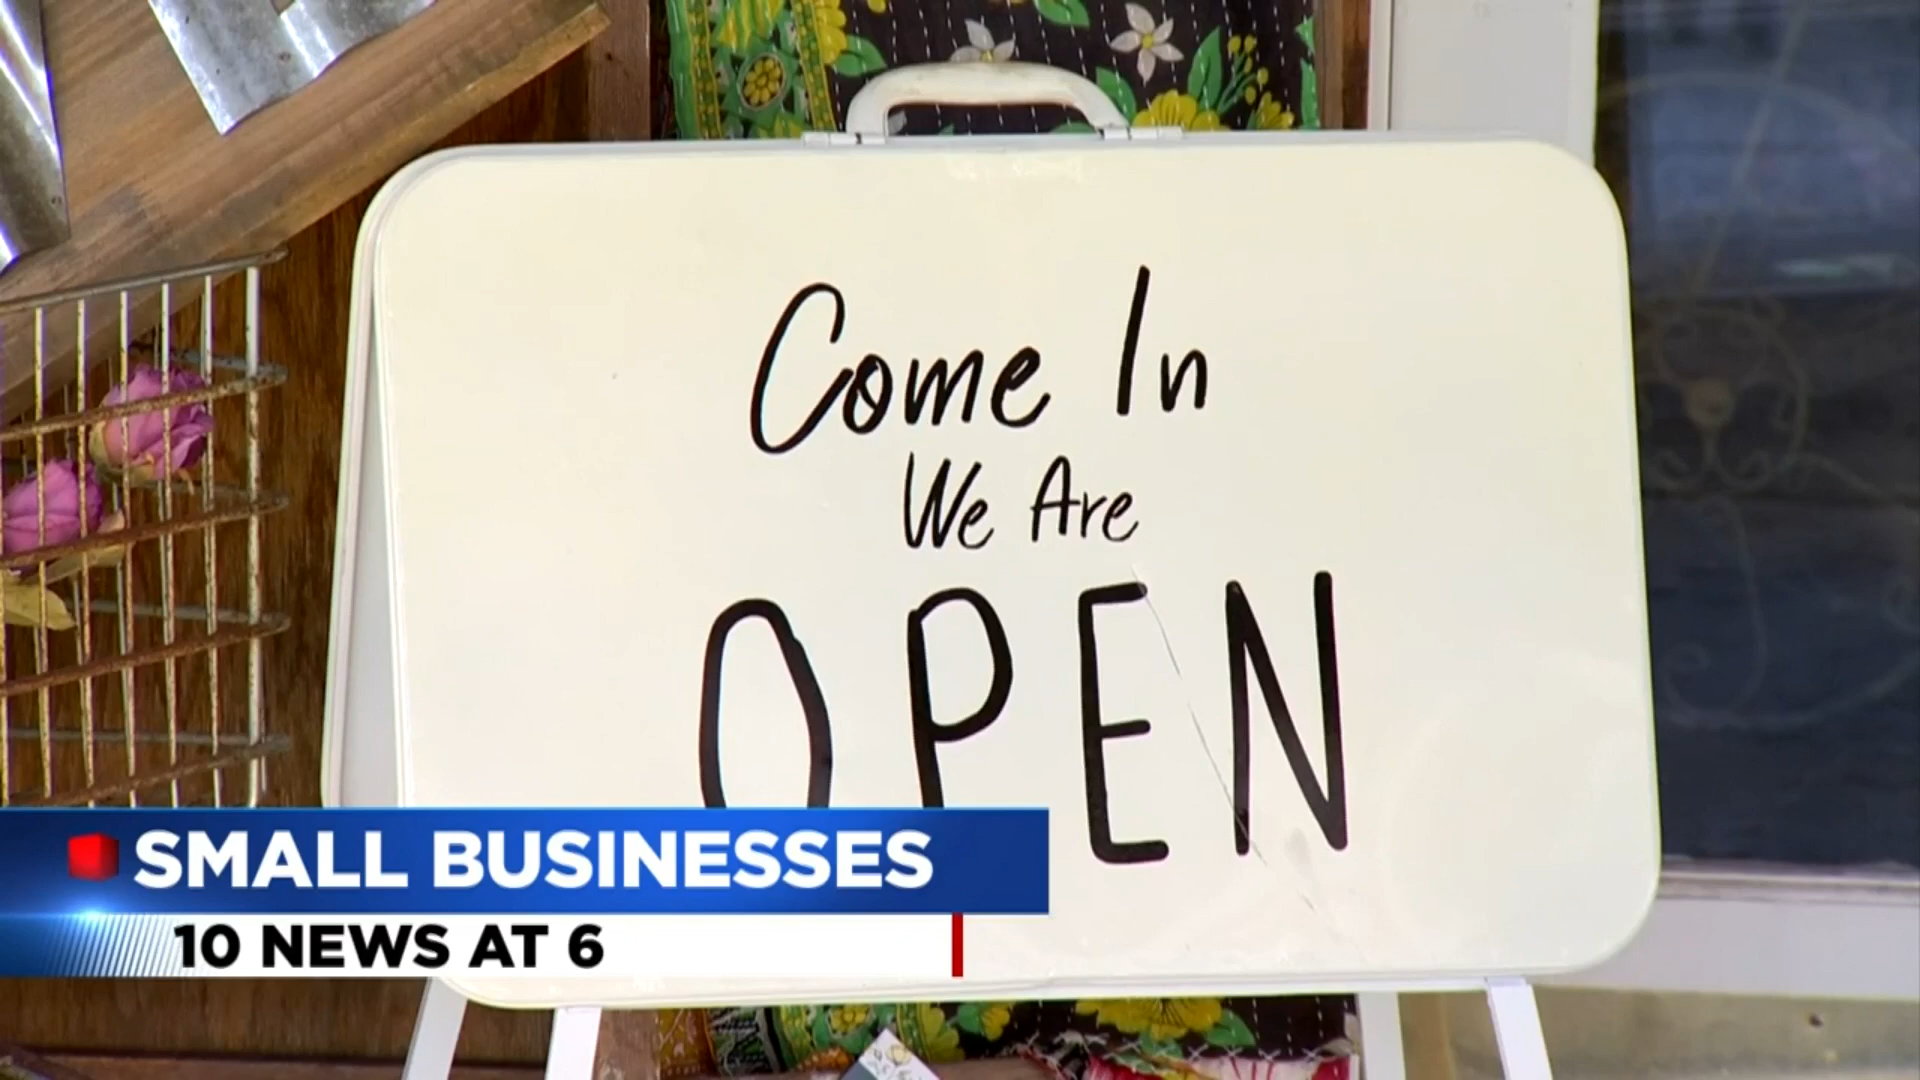 Come In
We Are
OPEN
SMALL BUSINESSES
10 NEWS AT 6